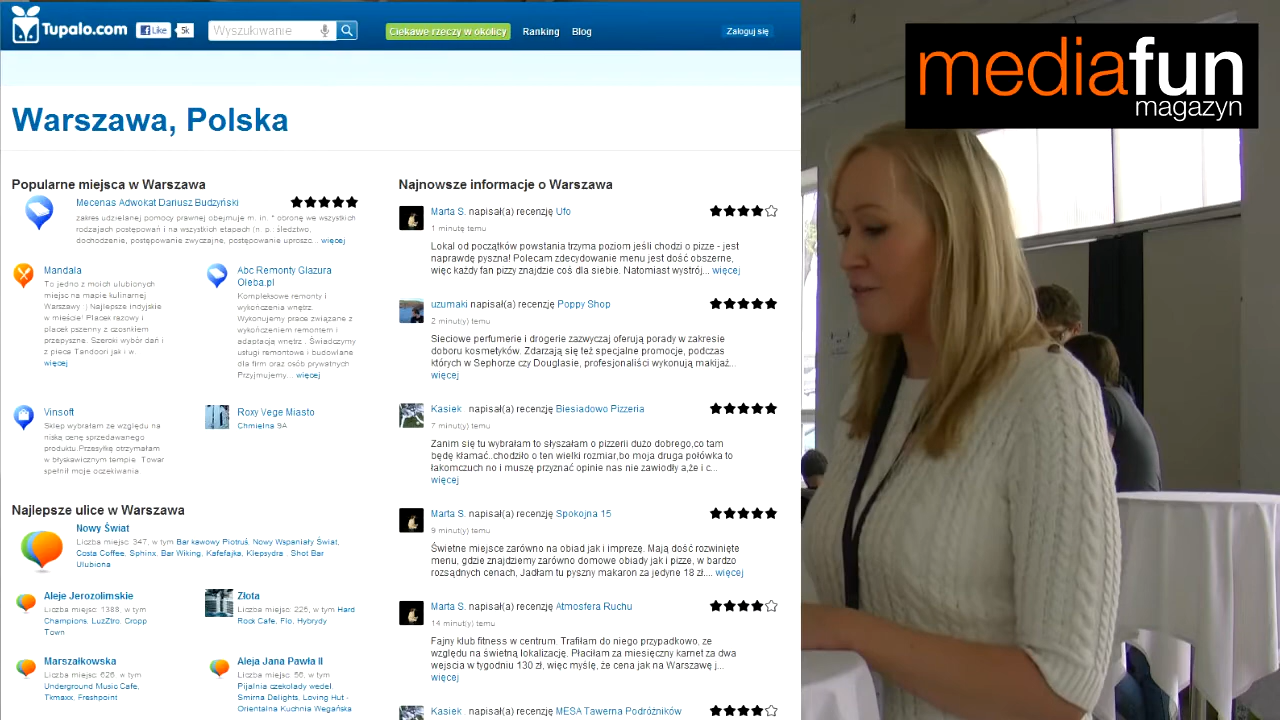 Tupalo.com
Like
5k
Wyszukiwanie
Ciekawe rzeczy w okolicy
Ranking
Blog
Zaloguj się
mediafun
magazyn
Warszawa, Polska
Popularne miejsca w Warszawa
Mecenas Adwokat Dariusz Budzyński
zakres udzielanej pomocy prawnej obejmuje m. in. * obronę we wszystkich
rodzajach postępowań i na wszystkich etapach (n. p.: śledztwo,
dochodzenie, postępowanie zwyczajne, postępowanie uproszc... więcej
Mandala
To jedno z moich ulubionych
miejsc na mapie kulinarnej
Warszawy :) Najlepsze indyjskie
w mieście! Placek razowy i
placek pszenny z czosnkiem
przepyszne. Szeroki wybór dań i
z piece Tandoori jak i w.
więcej
Abc Remonty Glazura
Oleba.pl
Kompleksowe remonty i
wykończenia wnętrz.
Wykonujemy prace związane z
wykończeniem remontem i
adaptacją wnętrz . Świadczymy
usługi remontowe i budowlane
dla firm oraz osób prywatnych
Przyjmujemy... więcej
Vinsoft
Sklep wybrałam ze względu na
niską cenę sprzedawanego
produktu.Przesyłkę otrzymałam
w błyskawicznym tempie. Towar
spełnił moje oczekiwania.
Roxy Vege Miasto
Chmielna 9A
Najlepsze ulice w Warszawa
Nowy Świat
Liczba miejsc: 347, w tym Bar kawowy Piotruś, Nowy Wspaniały Świat,
Costa Coffee, Sphinx, Bar Wiking, Kafefajka, Klepsydra , Shot Bar
Ulubiona
Aleje Jerozolimskie
Liczba miejsc: 1388, w tym
Champions, LuzZtro, Cropp
Town
Złota
Liczba miejsc: 225, w tym Hard
Rock Cafe, Flo, Hybrydy
Marszałkowska
Liczba miejsc: 626, w tym
Underground Music Cafe,
Tkmaxx, Freshpoint
Aleja Jana Pawła II
Liczba miejsc: 56, w tym
Pijalnia czekolady wedel,
Smirna Delights, Loving Hut -
Orientalna Kuchnia Wegańska
Najnowsze informacje o Warszawa
Marta S. napisał(a) recenzję Ufo
1 minutę temu
Lokal od początków powstania trzyma poziom jeśli chodzi o pizze - jest
naprawdę pyszna! Polecam zdecydowanie menu jest dość obszerne,
więc każdy fan pizzy znajdzie coś dla siebie. Natomiast wystrój... więcej
uzumaki napisał(a) recenzję Poppy Shop
2 minut(y) temu
Sieciowe perfumerie i drogerie zazwyczaj oferują porady w zakresie
doboru kosmetyków. Zdarzają się też specjalne promocje, podczas
których w Sephorze czy Douglasie, profesjonaliści wykonują makijaż...
więcej
Kasiek napisał(a) recenzję Biesiadowo Pizzeria
7 minut(y) temu
Zanim się tu wybrałam to słyszałam o pizzerii dużo dobrego,co tam
będę kłamać..chodziło o ten wielki rozmiar,bo moja druga połówka to
łakomczuch no i muszę przyznać opinie nas nie zawiodły a,że i c...
więcej
Marta S. napisał(a) recenzję Spokojna 15
9 minut(y) temu
Świetne miejsce zarówno na obiad jak i imprezę. Mają dość rozwinięte
menu, gdzie znajdziemy zarówno domowe obiady jak i pizze, w bardzo
rozsądnych cenach, Jadłam tu pyszny makaron za jedyne 18 zł.... więcej
Marta S. napisał(a) recenzję Atmosfera Ruchu
14 minut(y) temu
Fajny klub fitness w centrum. Trafiłam do niego przypadkowo, ze
względu na świetną lokalizację. Płaciłam za miesięczny karnet za dwa
wejscia w tygodniu 130 zł, więc myślę, że cena jak na Warszawę j...
więcej
Kasiek napisał(a) recenzję MESA Tawerna Podróżników